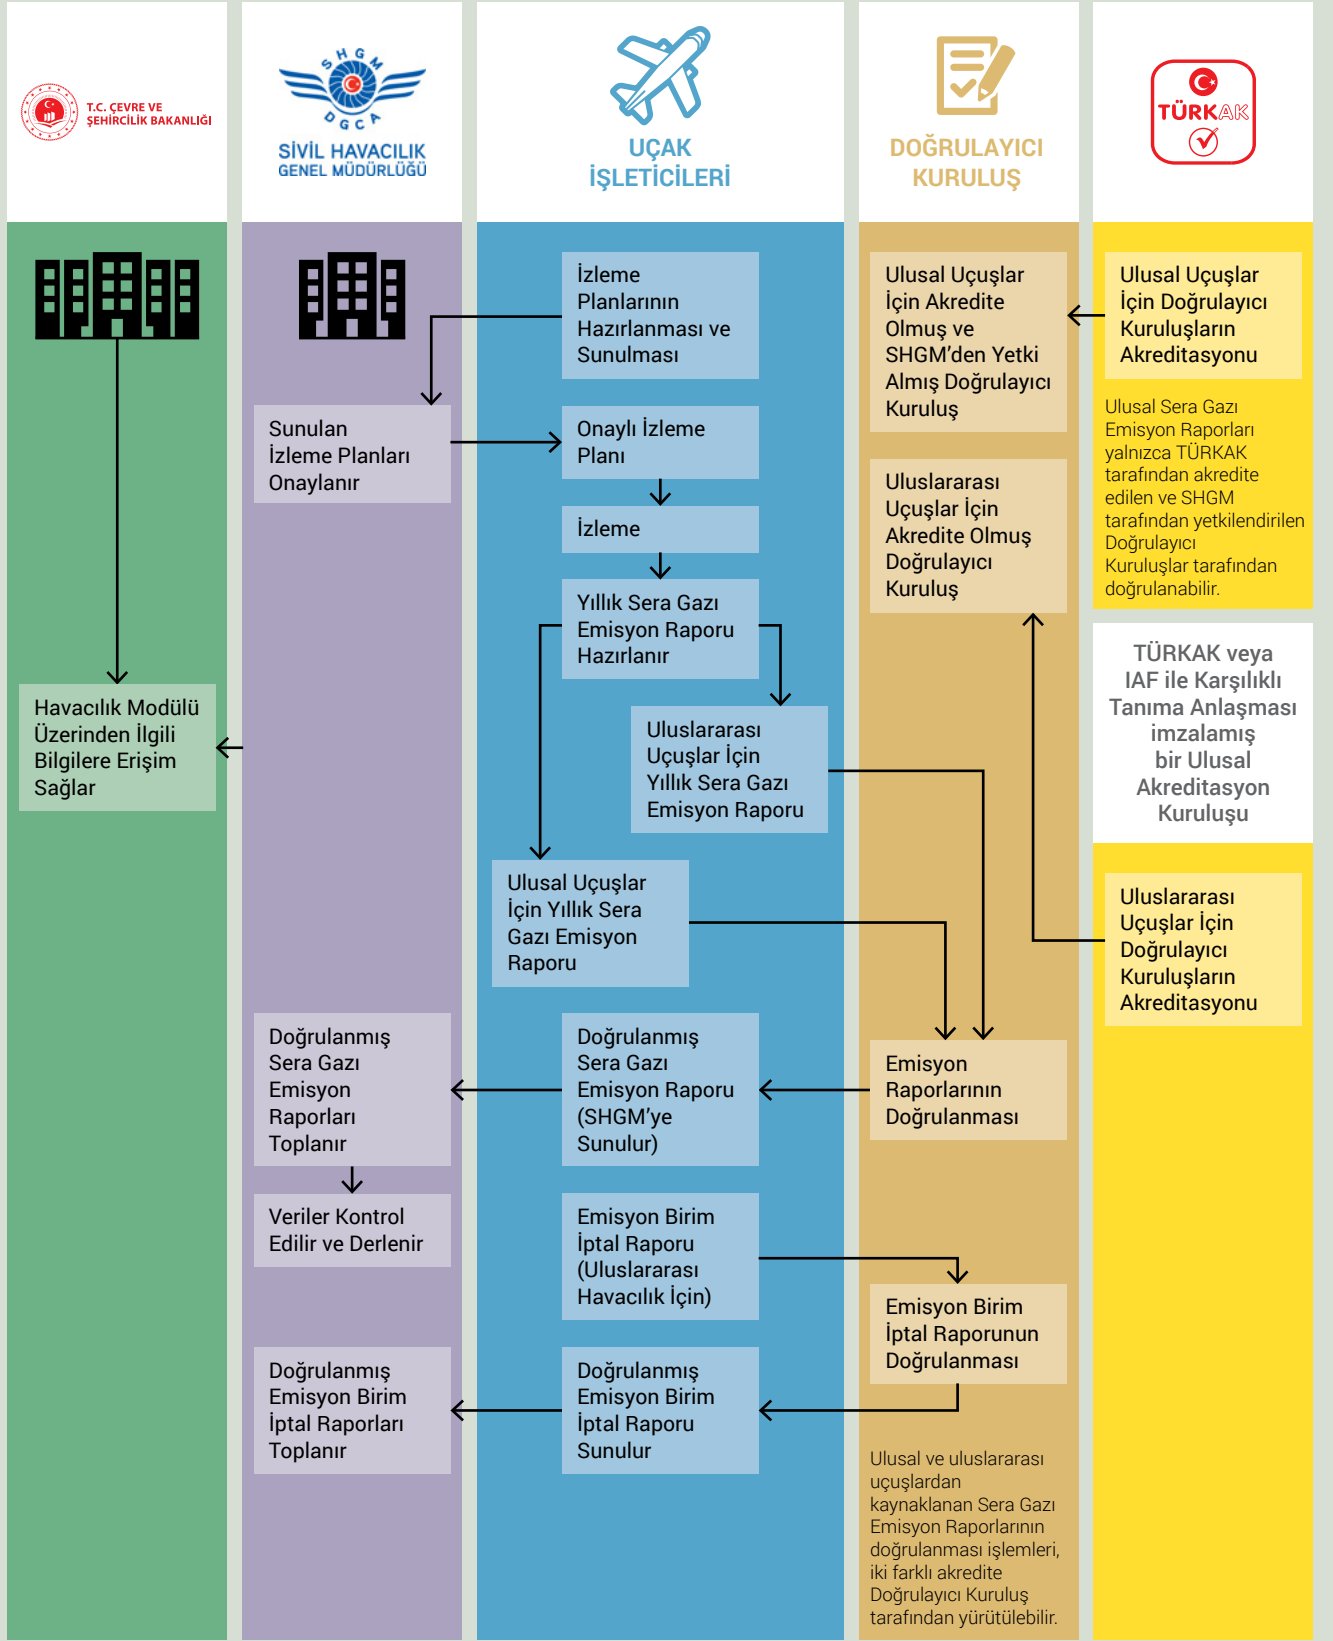 T.C. ÇEVRE VE
ŞEHİRCİLİK BAKANLIĞI
SHGM
DGCA
SİVİL HAVACILIK
GENEL MÜDÜRLÜĞÜ
UÇAK
İŞLETİCİLERİ
DOĞRULAYICI
KURULUŞ
TÜRKAK
Havacılık Modülü
Üzerinden İlgili
Bilgilere Erişim
Sağlar
Sunulan
İzleme Planları
Onaylanır
Doğrulanmış
Sera Gazı
Emisyon
Raporları
Toplanır
Veriler Kontrol
Edilir ve Derlenir
Doğrulanmış
Emisyon Birim
İptal Raporları
Toplanır
İzleme
Planlarının
Hazırlanması ve
Sunulması
Onaylı İzleme
Planı
İzleme
Yıllık Sera Gazı
Emisyon Raporu
Hazırlanır
Uluslararası
Uçuşlar İçin
Yıllık Sera Gazı
Emisyon Raporu
Ulusal Uçuşlar
İçin Yıllık Sera
Gazı Emisyon
Raporu
Doğrulanmış
Sera Gazı
Emisyon Raporu
(SHGM’ye
Sunulur)
Emisyon Birim
İptal Raporu
(Uluslararası
Havacılık İçin)
Doğrulanmış
Emisyon Birim
İptal Raporu
Sunulur
Ulusal Uçuşlar
İçin Akredite
Olmuş ve
SHGM’den Yetki
Almış Doğrulayıcı
Kuruluş
Uluslararası
Uçuşlar İçin
Akredite Olmuş
Doğrulayıcı
Kuruluş
Emisyon
Raporlarının
Doğrulanması
Emisyon Birim
İptal Raporunun
Doğrulanması
Ulusal ve uluslararası
uçuşlardan
kaynaklanan Sera Gazı
Emisyon Raporlarının
doğrulanması işlemleri,
iki farklı akredite
Doğrulayıcı Kuruluş
tarafından yürütülebilir.
Ulusal Uçuşlar
İçin Doğrulayıcı
Kuruluşların
Akreditasyonu
Ulusal Sera Gazı
Emisyon Raporları
yalnızca TÜRKAK
tarafından akredite
edilen ve SHGM
tarafından yetkilendirilen
Doğrulayıcı
Kuruluşlar tarafından
doğrulanabilir.
TÜRKAK veya
IAF ile Karşılıklı
Tanıma Anlaşması
imzalamış
bir Ulusal
Akreditasyon
Kuruluşu
Uluslararası
Uçuşlar İçin
Doğrulayıcı
Kuruluşların
Akreditasyonu